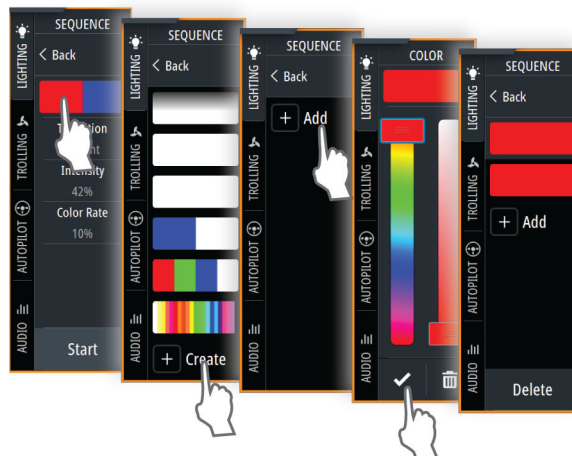 SEQUENCE
Back
Intensity
42%
Color Rate
10%
Start
LIGHTING
TROLLING
AUTOPILOT
AUDIO
SEQUENCE
Back
Create
LIGHTING
TROLLING
AUTOPILOT
AUDIO
SEQUENCE
Back
Add
LIGHTING
TROLLING
AUTOPILOT
AUDIO
COLOR
LIGHTING
TROLLING
AUTOPILOT
AUDIO
SEQUENCE
Back
Add
Delete
LIGHTING
TROLLING
AUTOPILOT
AUDIO